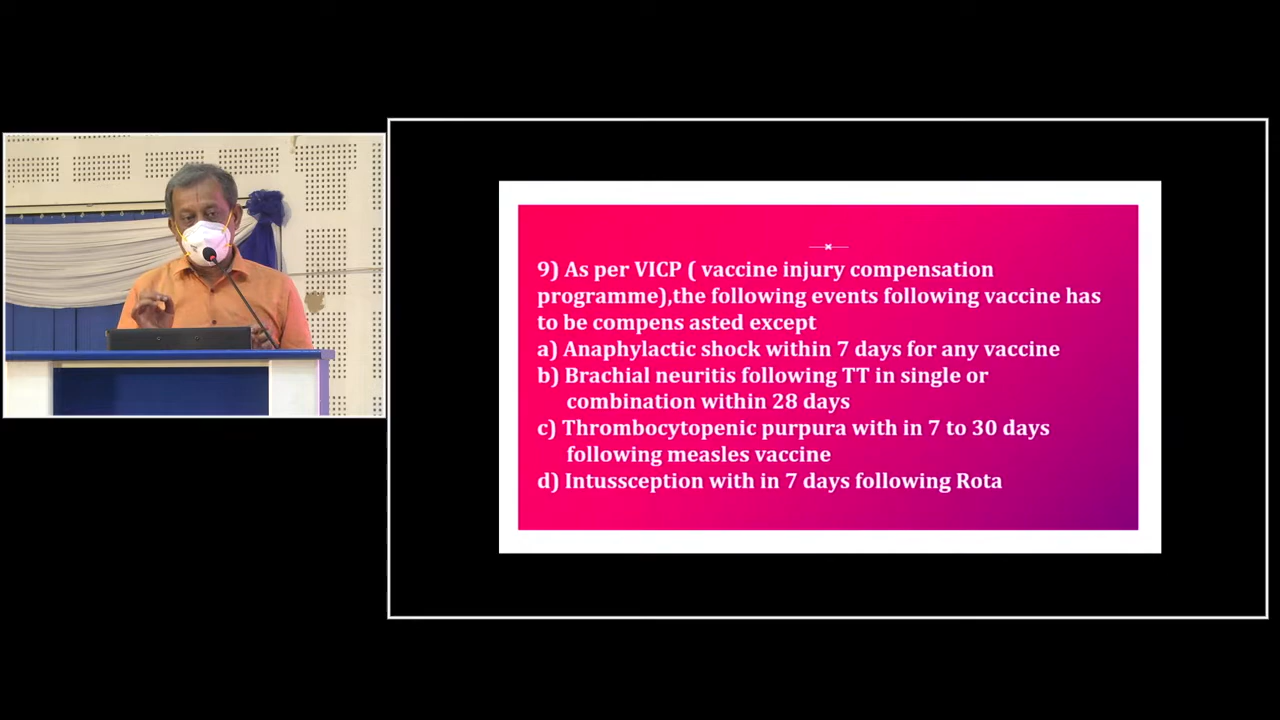 9) As per VICP ( vaccine injury compensation
programme),the following events following vaccine has
to be compens asted except
a) Anaphylactic shock within 7 days for any vaccine
b) Brachial neuritis following TT in single or
combination within 28 days
c) Thrombocytopenic purpura with in 7 to 30 days
following measles vaccine
d) Intussception with in 7 days following Rota